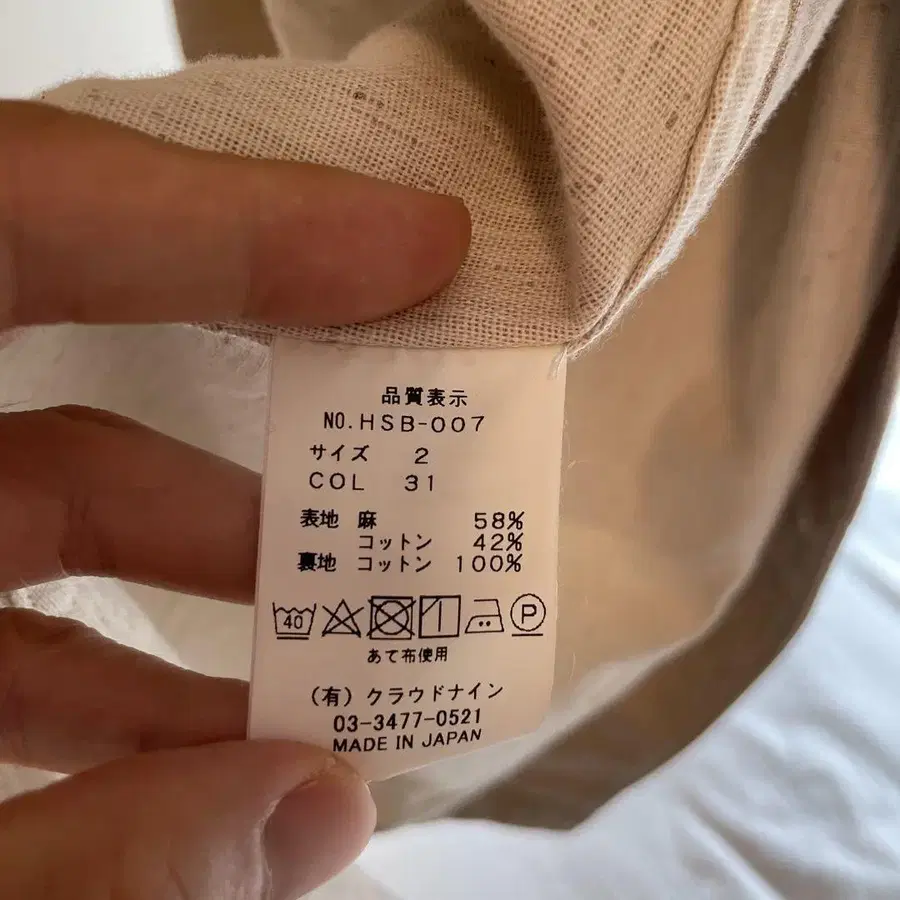 品質表示
NO.HSB-007
サイズ 2
COL 31
表地 麻 58%
コットン 42%
裏地 コットン 100%
40 P
あて布使用
(有)クラウドナイン
03-3477-0521
MADE IN JAPAN